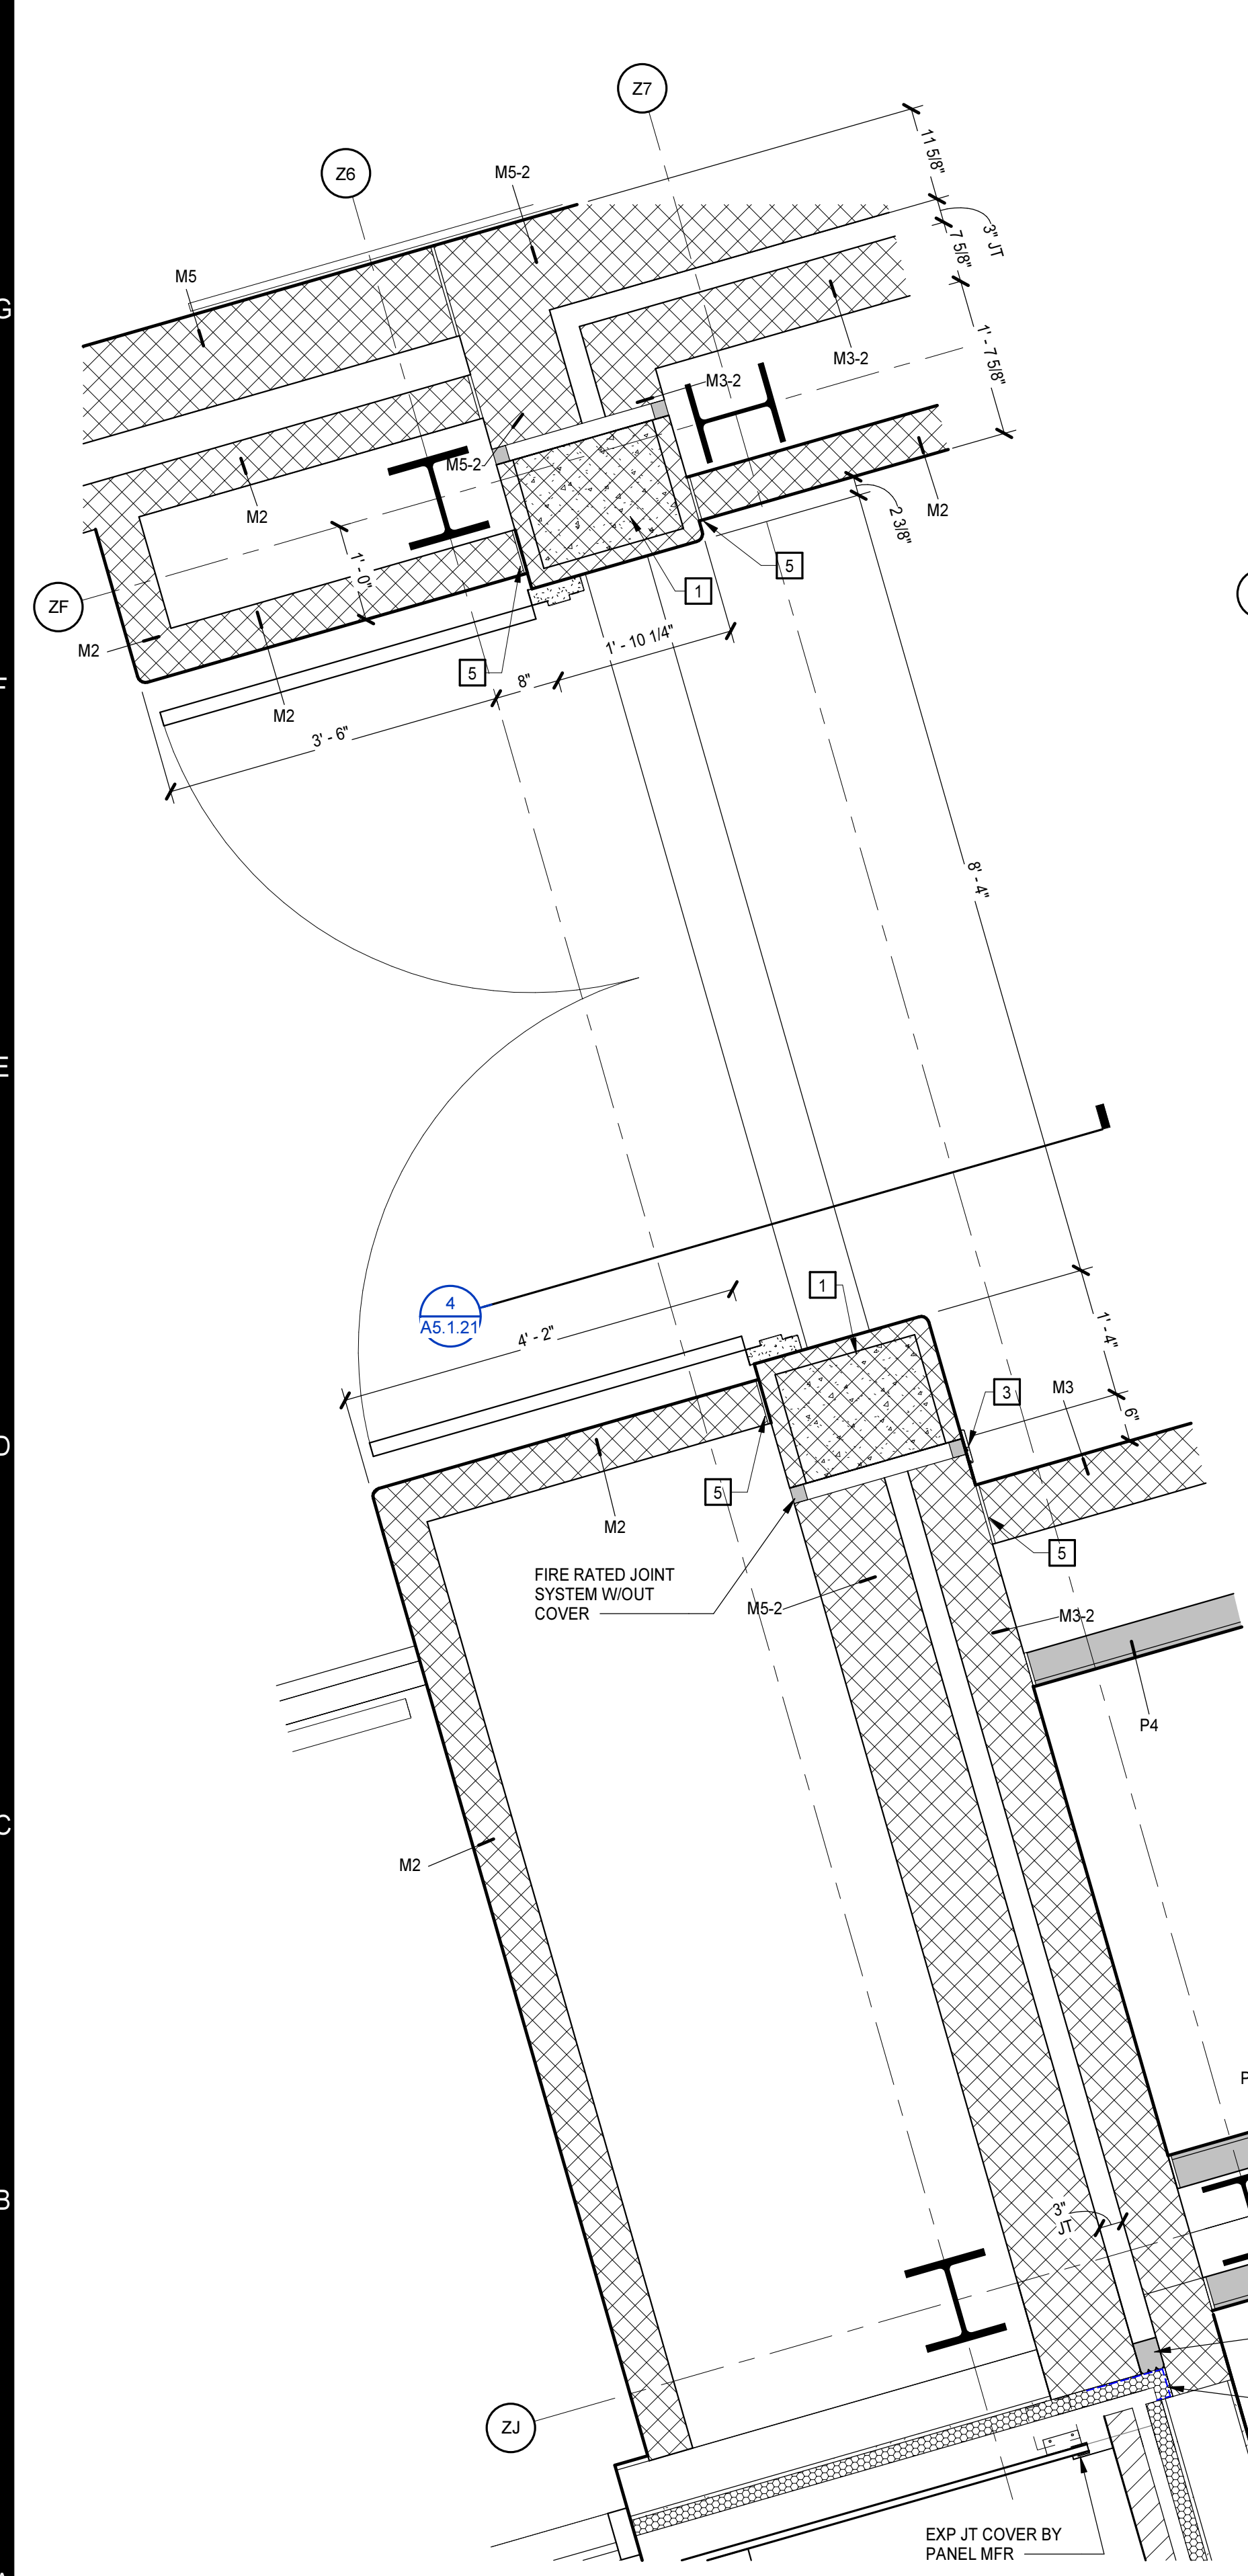 Z7
Z6
M5-2
11 5/8"
3" JT
7 5/8"
M5
G
1' - 7 5/8"
M3-2
M3-2
M5-2
M2
M2
2 3/8"
1' - 0"
5
1
ZF
M2
1' - 10 1/4"
5
8"
F
M2
3' - 6"
8' - 4"
E
1
4
A5.1.21
4' - 2"
1' - 4"
3
M3
6"
D
5
M2
5
FIRE RATED JOINT
SYSTEM W/OUT
COVER
M5-2
M3-2
P4
C
M2
P
B
3"
JT
ZJ
EXP JT COVER BY
PANEL MFR